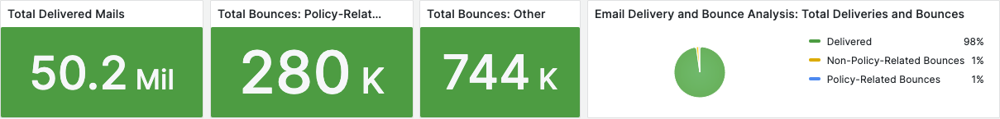 Total Delivered Mails
50.2 Mil
Total Bounces: Policy-Relat...
280 K
Total Bounces: Other
744 K
Email Delivery and Bounce Analysis: Total Deliveries and Bounces
Delivered 98%
Non-Policy-Related Bounces 1%
Policy-Related Bounces 1%